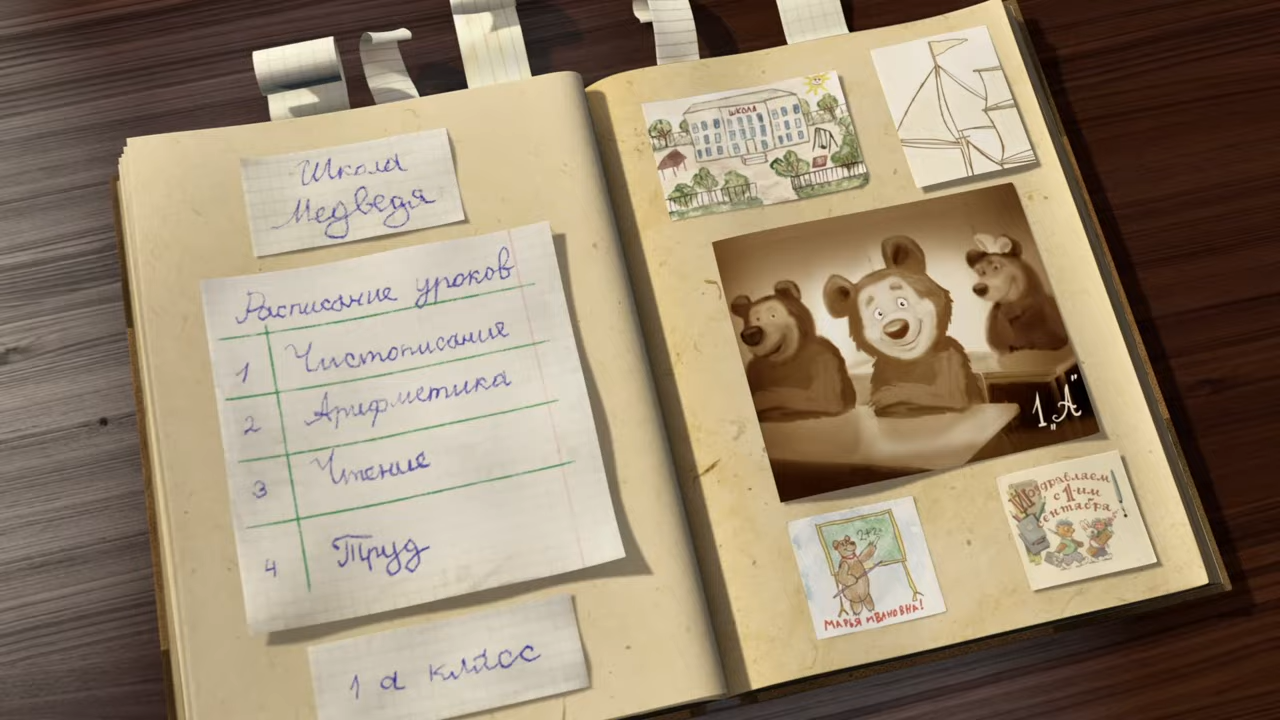 Школа
Медведя
Расписание уроков
1 Чистописание
2 Арифметика
3 Чтение
4 Труд
1 а класс
ШКОЛА
1 „А"
2+2=
МАРЬЯ ИВАНОВНА!
Поздравляем
с 1-им
сентября!